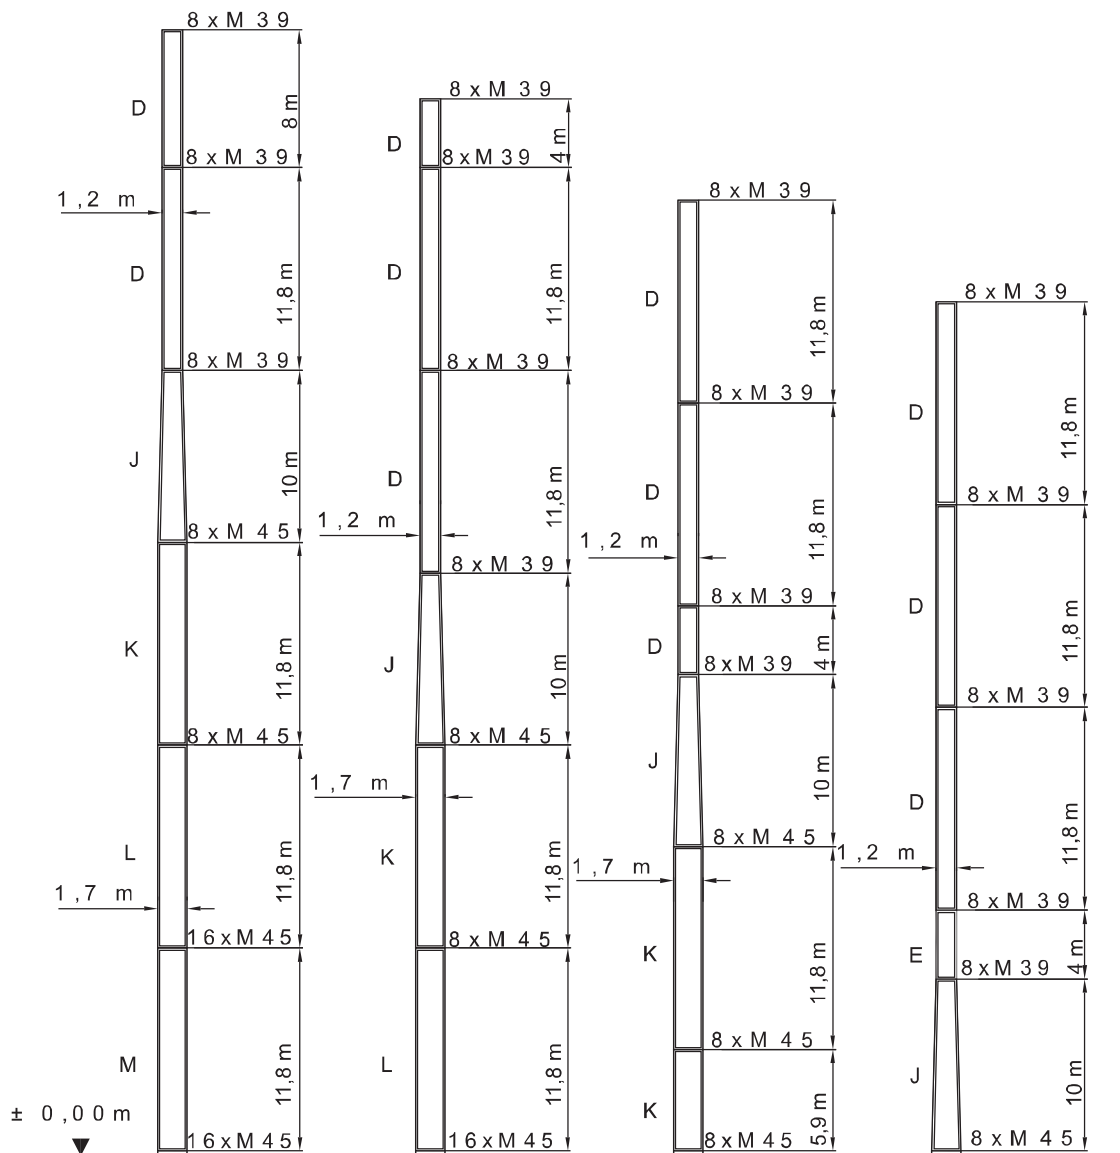 8 x M 39
D
8 m
8 x M 39
1,2 m
D
11,8 m
8 x M 39
J
10 m
8 x M 45
K
11,8 m
8 x M 45
L
11,8 m
1,7 m
16 x M 45
M
11,8 m
± 0,00 m
16 x M 45
8 x M 39
D
4 m
8 x M 39
D
11,8 m
8 x M 39
D
11,8 m
1,2 m
8 x M 39
J
10 m
8 x M 45
1,7 m
K
11,8 m
8 x M 45
L
11,8 m
16 x M 45
8 x M 39
D
11,8 m
8 x M 39
D
11,8 m
1,2 m
8 x M 39
D
4 m
8 x M 39
J
10 m
8 x M 45
1,7 m
K
11,8 m
8 x M 45
K
5,9 m
8 x M 45
8 x M 39
D
11,8 m
8 x M 39
D
11,8 m
8 x M 39
D
11,8 m
1,2 m
8 x M 39
E
4 m
8 x M 39
J
10 m
8 x M 45